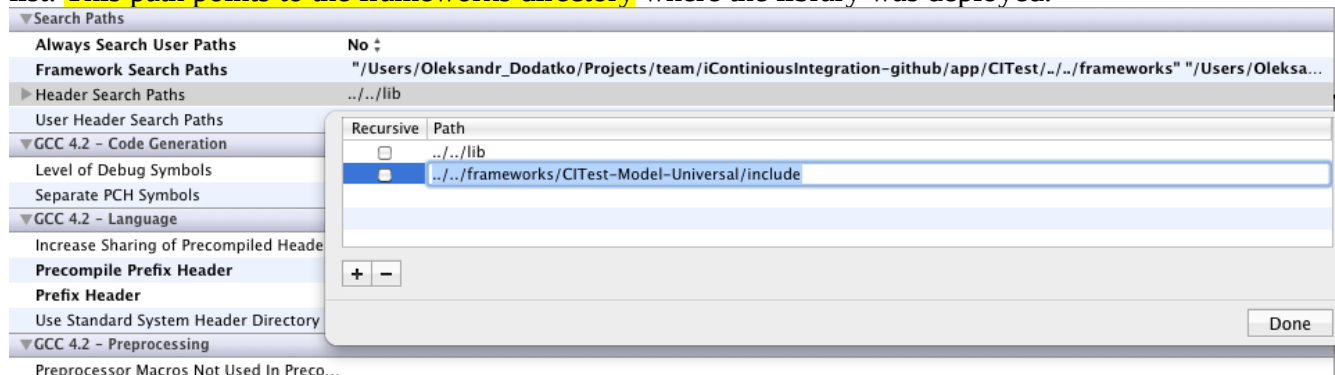 list. This path points to the frameworks directory where the library was deployed.
Search Paths
Always Search User Paths No
Framework Search Paths "/Users/Oleksandr_Dodatko/Projects/team/iContiniousIntegration-github/app/CITest/../../frameworks" "/Users/Oleksa...
Header Search Paths ../../lib
User Header Search Paths
Recursive Path
GCC 4.2 - Code Generation
../../lib
Level of Debug Symbols
../../frameworks/CITest-Model-Universal/include
Separate PCH Symbols
GCC 4.2 - Language
Increase Sharing of Precompiled Heade
Precompile Prefix Header
+ −
Prefix Header
Use Standard System Header Directory
Done
GCC 4.2 - Preprocessing
Preprocessor Macros Not Used In Preco...